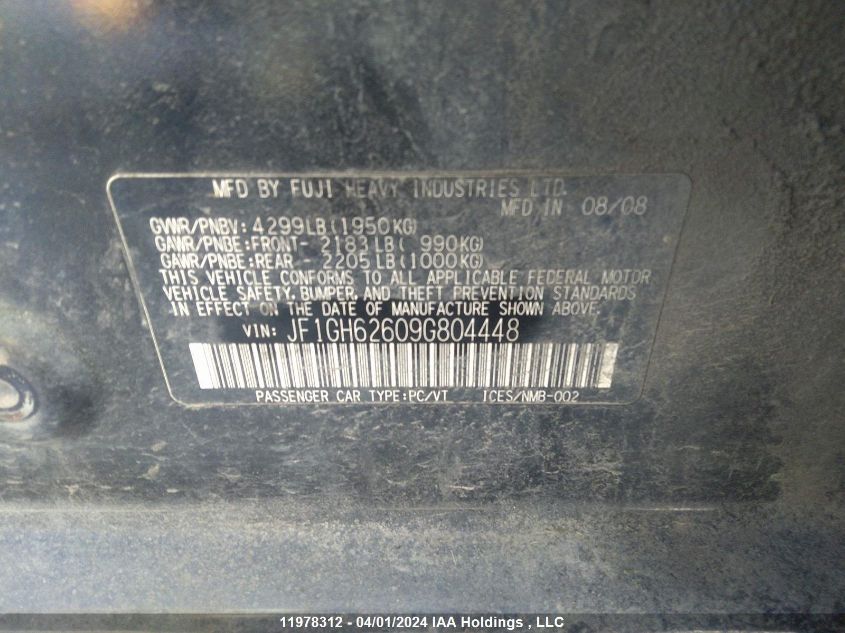 MFD BY FUJI HEAVY INDUSTRIES LTD.
MFD IN 08/08
GVWR/PNBV: 4299LB(1950KG)
GAWR/PNBE:FRONT- 2183LB( 990KG)
GAWR/PNBE:REAR - 2205LB(1000KG)
THIS VEHICLE CONFORMS TO ALL APPLICABLE FEDERAL MOTOR
VEHICLE SAFETY, BUMPER, AND THEFT PREVENTION STANDARDS
IN EFFECT ON THE DATE OF MANUFACTURE SHOWN ABOVE.
VIN: JF1GH62609G804448
PASSENGER CAR TYPE:PC/VT ICES/NMB-002
11978312 - 04/01/2024 IAA Holdings , LLC